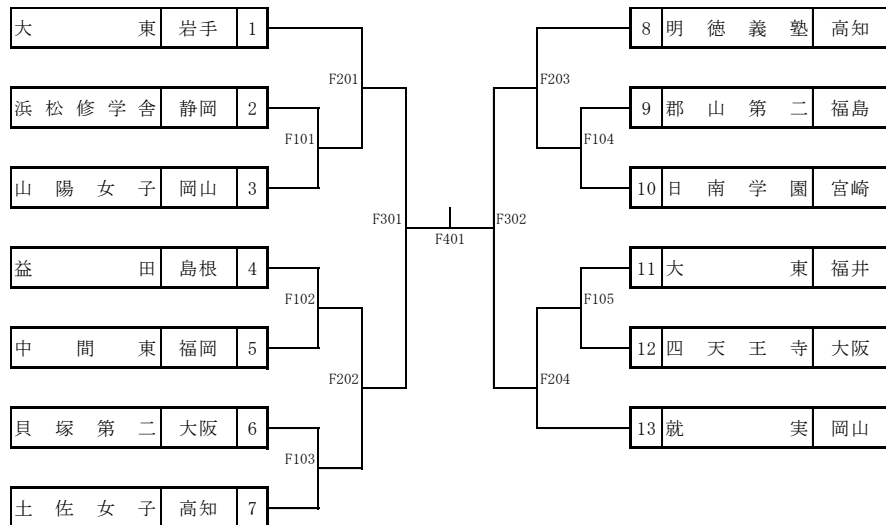 大東 岩手 1
F201
浜松修学舎 静岡 2
F101
山陽女子 岡山 3
F301
益田 島根 4
F102
中間東 福岡 5
F202
貝塚第二 大阪 6
F103
土佐女子 高知 7
F401
8 明徳義塾 高知
F203
9 郡山第二 福島
F104
10 日南学園 宮崎
F302
11 大東 福井
F105
12 四天王寺 大阪
F204
13 就実 岡山